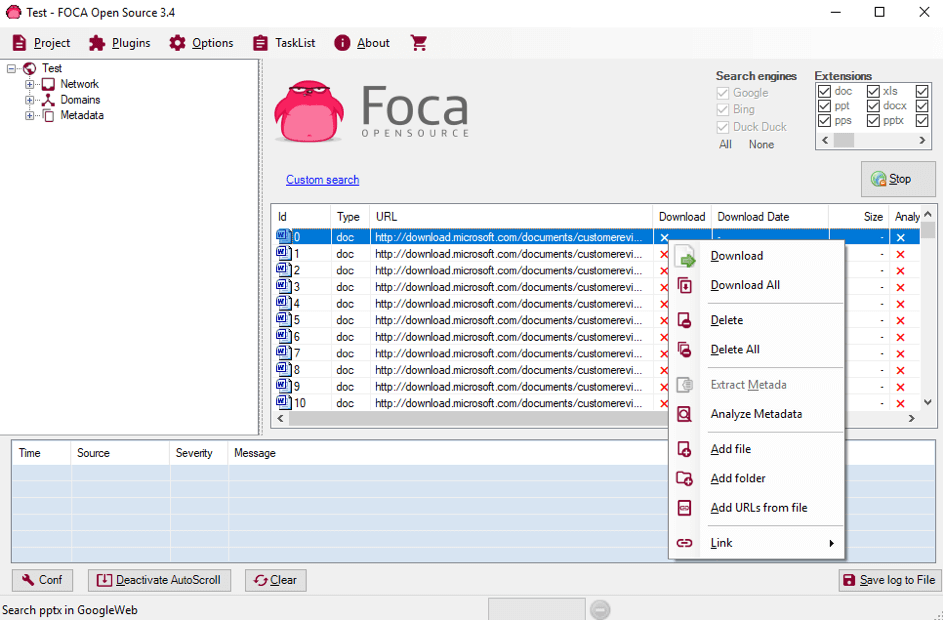 Test - FOCA Open Source 3.4
Project Plugins Options TaskList About
Test
Network
Domains
Metadata
Foca
OPENSOURCE
Search engines
Google
Bing
Duck Duck
All None
Extensions
doc xls
ppt docx
pps pptx
Custom search
Stop
Id Type URL Download Download Date Size Analy
0 doc http://download.microsoft.com/documents/customerevi... - -
1 doc http://download.microsoft.com/documents/customerevi... -
2 doc http://download.microsoft.com/documents/customerevi... -
3 doc http://download.microsoft.com/documents/customerevi... -
4 doc http://download.microsoft.com/documents/customerevi... -
5 doc http://download.microsoft.com/documents/customerevi... -
6 doc http://download.microsoft.com/documents/customerevi... -
7 doc http://download.microsoft.com/documents/customerevi... -
8 doc http://download.microsoft.com/documents/customerevi... -
9 doc http://download.microsoft.com/documents/customerevi... -
10 doc http://download.microsoft.com/documents/customerevi... -
Download
Download All
Delete
Delete All
Extract Metada
Analyze Metadata
Add file
Add folder
Add URLs from file
Link
Time Source Severity Message
Conf Deactivate AutoScroll Clear Save log to File
Search pptx in GoogleWeb